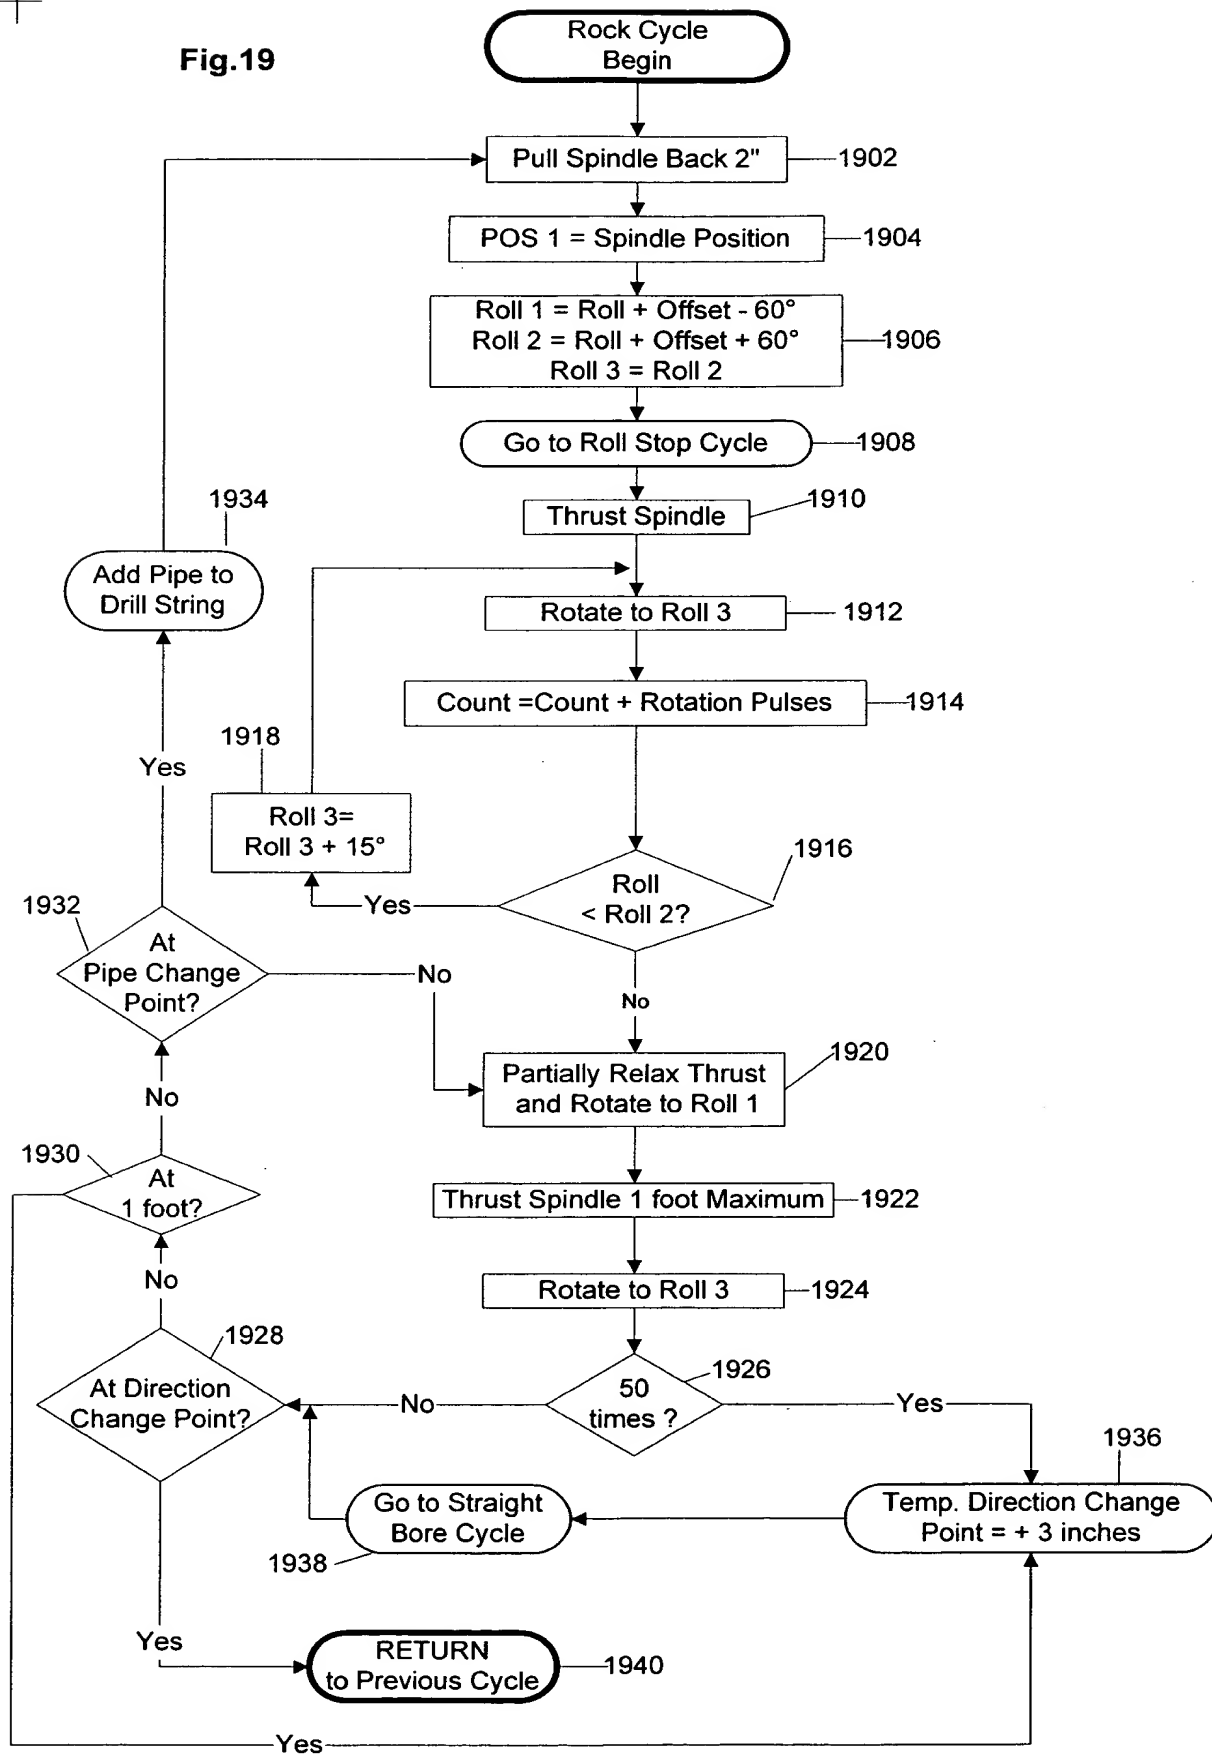 Fig.19
Rock Cycle
Begin
Pull Spindle Back 2"
1902
POS 1 = Spindle Position
1904
Roll 1 = Roll + Offset - 60°
Roll 2 = Roll + Offset + 60°
Roll 3 = Roll 2
1906
Go to Roll Stop Cycle
1908
Thrust Spindle
1910
1934
Add Pipe to
Drill String
Rotate to Roll 3
1912
Count =Count + Rotation Pulses
1914
1918
Yes
Roll 3=
Roll 3 + 15°
1916
Roll
< Roll 2?
Yes
1932
At
Pipe Change
Point?
No
No
1920
Partially Relax Thrust
and Rotate to Roll 1
No
1930
At
1 foot?
Thrust Spindle 1 foot Maximum
1922
No
Rotate to Roll 3
1924
1928
At Direction
Change Point?
No
1926
50
times ?
Yes
1936
Temp. Direction Change
Point = + 3 inches
Go to Straight
Bore Cycle
1938
Yes
RETURN
to Previous Cycle
1940
Yes